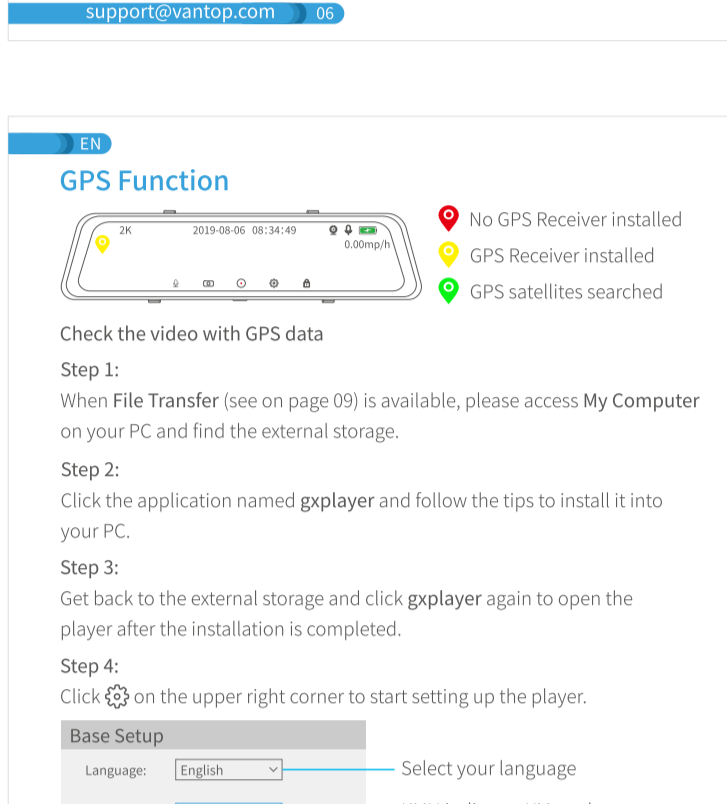 support@vantop.com 06
EN
GPS Function
2K 2019-08-06 08:34:49
0.00mp/h
No GPS Receiver installed
GPS Receiver installed
GPS satellites searched
Check the video with GPS data
Step 1:
When File Transfer (see on page 09) is available, please access My Computer
on your PC and find the external storage.
Step 2:
Click the application named gxplayer and follow the tips to install it into
your PC.
Step 3:
Get back to the external storage and click gxplayer again to open the
player after the installation is completed.
Step 4:
Click on the upper right corner to start setting up the player.
Base Setup
Language: English Select your language